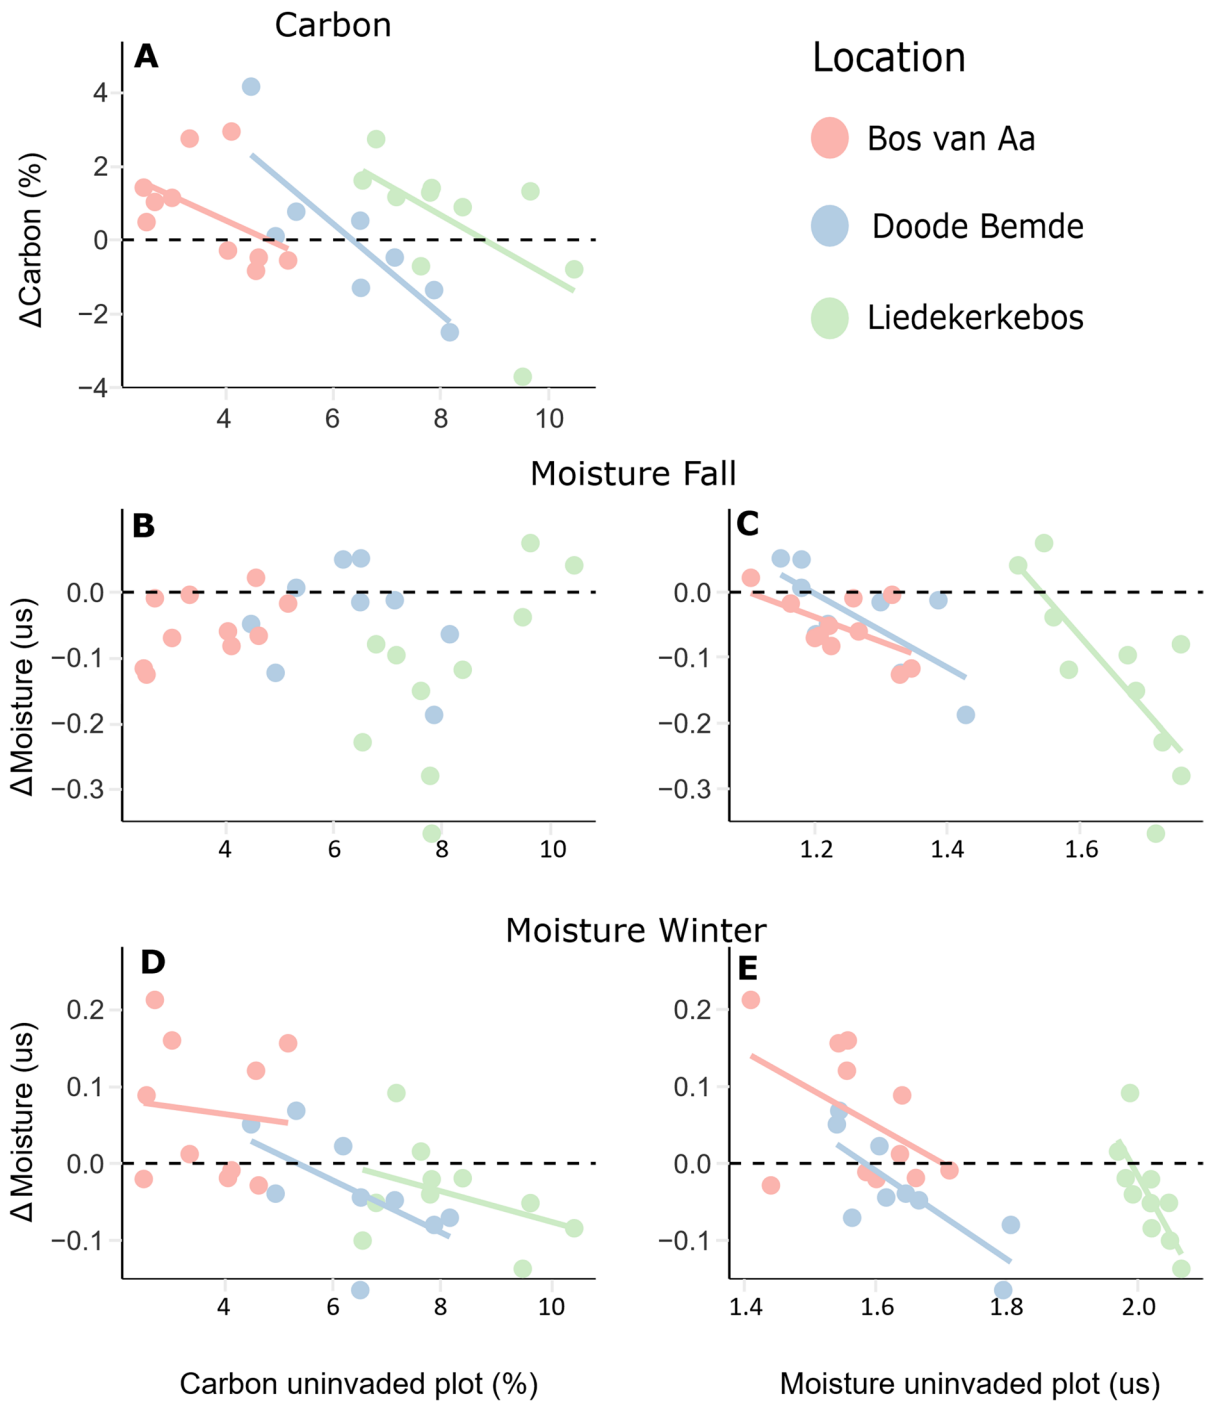 Carbon
A
Location
Bos van Aa
Doode Bemde
Liedekerkebos
ΔCarbon (%)
4
2
0
−2
−4
4 6 8 10
Moisture Fall
B
ΔMoisture (us)
0.0
−0.1
−0.2
−0.3
4 6 8 10
C
0.0
−0.1
−0.2
−0.3
1.2 1.4 1.6
Moisture Winter
D
ΔMoisture (us)
0.2
0.1
0.0
−0.1
4 6 8 10
E
0.2
0.1
0.0
−0.1
1.4 1.6 1.8 2.0
Carbon uninvaded plot (%)
Moisture uninvaded plot (us)